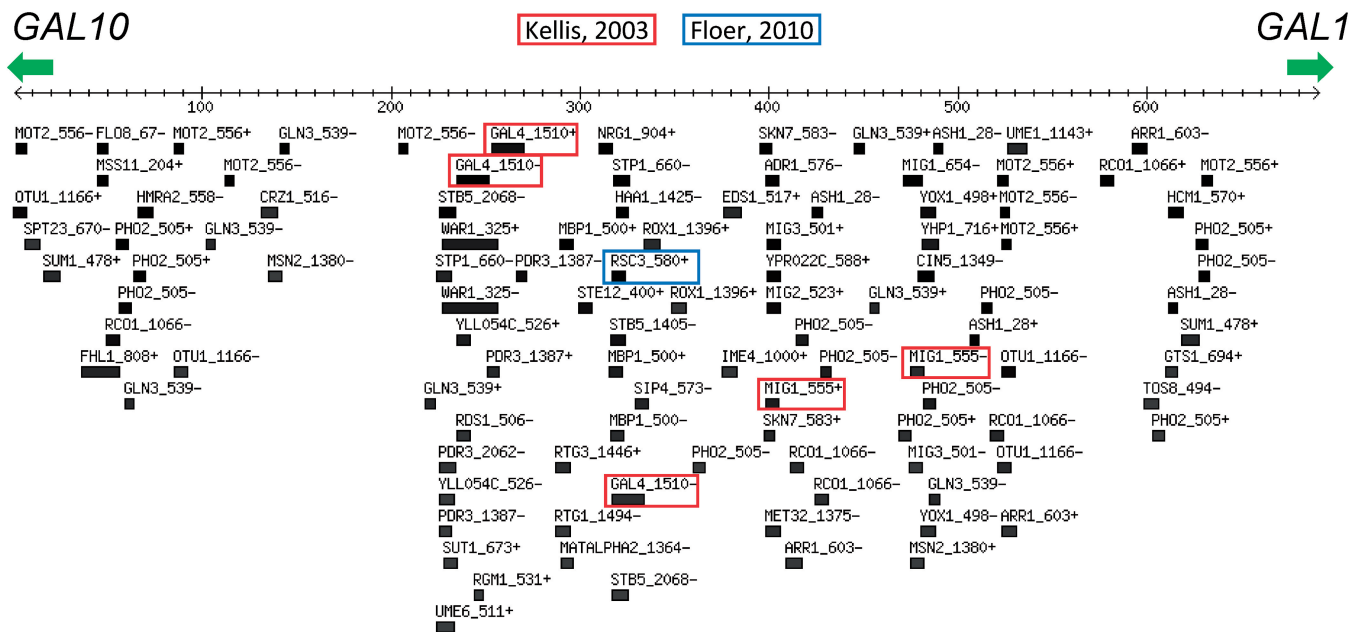 GAL10 Kellis, 2003 Floer, 2010 GAL1
100 200 300 400 500 600
MOT2_556− FLO8_67− MOT2_556+ GLN3_539− MOT2_556− GAL4_1510+ NRG1_904+ SKN7_583− GLN3_539+ ASH1_28− UME1_1143+ ARR1_603−
MSS11_204+ MOT2_556− GAL4_1510− STP1_660− ADR1_576− MIG1_654− MOT2_556+ RCO1_1066+ MOT2_556+
OTU1_1166+ HMRA2_558− CRZ1_516− STB5_2068− HAA1_1425− EDS1_517+ ASH1_28− YOX1_498+ MOT2_556− HCM1_570+
SPT23_670− PHO2_505+ GLN3_539− WAR1_325+ MBP1_500+ ROX1_1396+ MIG3_501+ YHP1_716+ MOT2_556+ PHO2_505+
SUM1_478+ PHO2_505+ MSN2_1380− STP1_660− PDR3_1387− RSC3_580+ YPR022C_588+ CIN5_1349− PHO2_505−
PHO2_505− WAR1_325− STE12_400+ ROX1_1396+ MIG2_523+ GLN3_539+ PHO2_505− ASH1_28−
RCO1_1066− YLL054C_526+ STB5_1405− PHO2_505− ASH1_28+ SUM1_478+
FHL1_808+ OTU1_1166− PDR3_1387+ MBP1_500+ IME4_1000+ PHO2_505− MIG1_555− OTU1_1166− GTS1_694+
GLN3_539− GLN3_539+ SIP4_573− MIG1_555+ PHO2_505− TOS8_494−
RDS1_506− MBP1_500− SKN7_583+ PHO2_505+ RCO1_1066− PHO2_505+
PDR3_2062− RTG3_1446+ PHO2_505− RCO1_1066− MIG3_501− OTU1_1166−
YLL054C_526− GAL4_1510− RCO1_1066− GLN3_539−
PDR3_1387− RTG1_1494− MET32_1375− YOX1_498− ARR1_603+
SUT1_673+ MATALPHA2_1364− ARR1_603− MSN2_1380+
RGM1_531+ STB5_2068−
UME6_511+